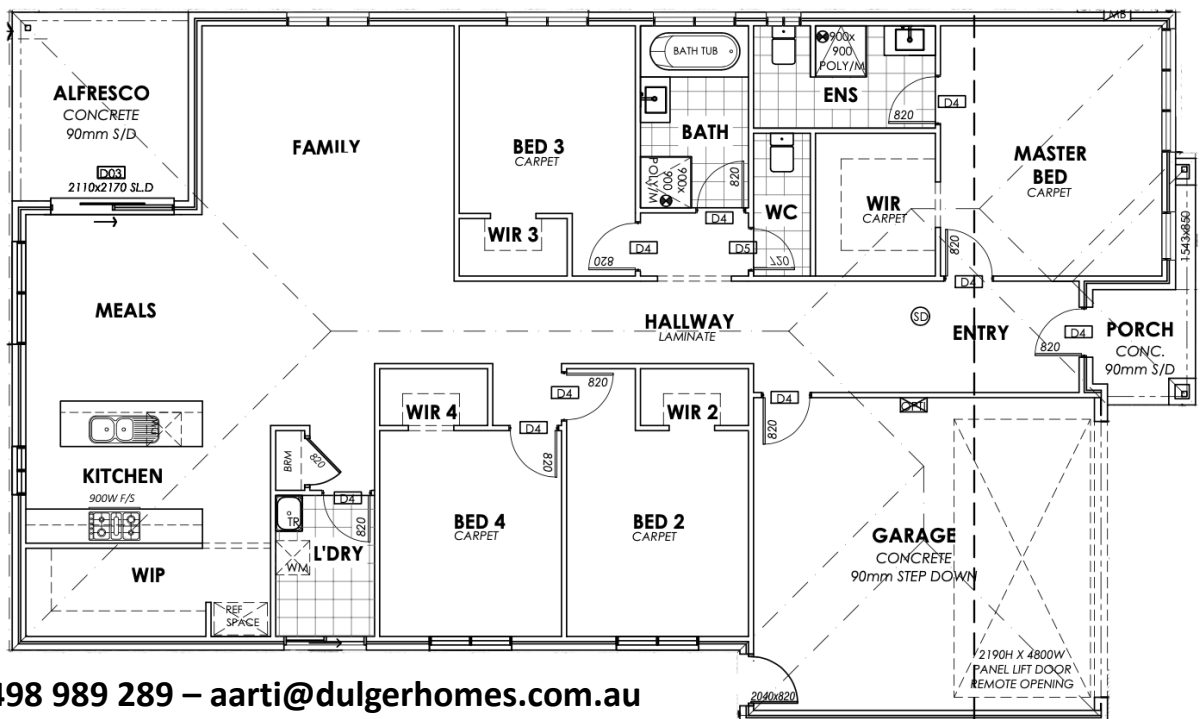 MB
ALFRESCO
CONCRETE
90mm S/D
D03
2110x2170 SL.D
FAMILY
BED 3
CARPET
WIR 3
820
D4
BATH TUB
BATH
900x
900
POLY/M
820
D4
900x
900
POLY/M
ENS
820
D4
WC
D5
720
WIR
CARPET
MASTER
BED
CARPET
820
D4
1543x850
MEALS
HALLWAY
LAMINATE
SD
ENTRY
820
D4
PORCH
CONC.
90mm S/D
KITCHEN
900W F/S
WIP
REF
SPACE
BRM
820
D4
820
TR
WM
L'DRY
WIR 4
D4
820
BED 4
CARPET
820
D4
WIR 2
BED 2
CARPET
D4
820
OPTI
GARAGE
CONCRETE
90mm STEP DOWN
2190H X 4800W
PANEL LIFT DOOR
REMOTE OPENING
2040x820
498 989 289 – aarti@dulgerhomes.com.au